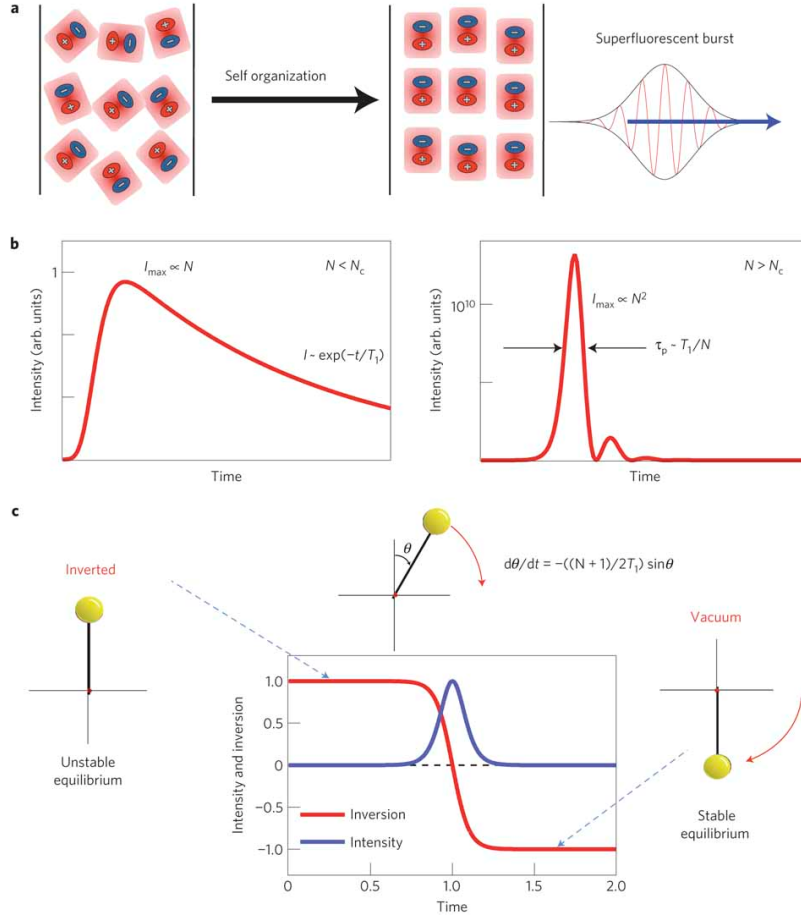 a
Self organization
Superfluorescent burst
b
Intensity (arb. units)
1
I_max ∝ N
N < N_c
I ~ exp(−t/T_1)
Time
Intensity (arb. units)
10^10
I_max ∝ N^2
N > N_c
τ_p ~ T_1/N
Time
c
Inverted
Unstable
equilibrium
θ
dθ/dt = −((N + 1)/2T_1) sinθ
Vacuum
Stable
equilibrium
Intensity and inversion
1.0
0.5
0
−0.5
−1.0
Inversion
Intensity
0
0.5
1.0
1.5
2.0
Time